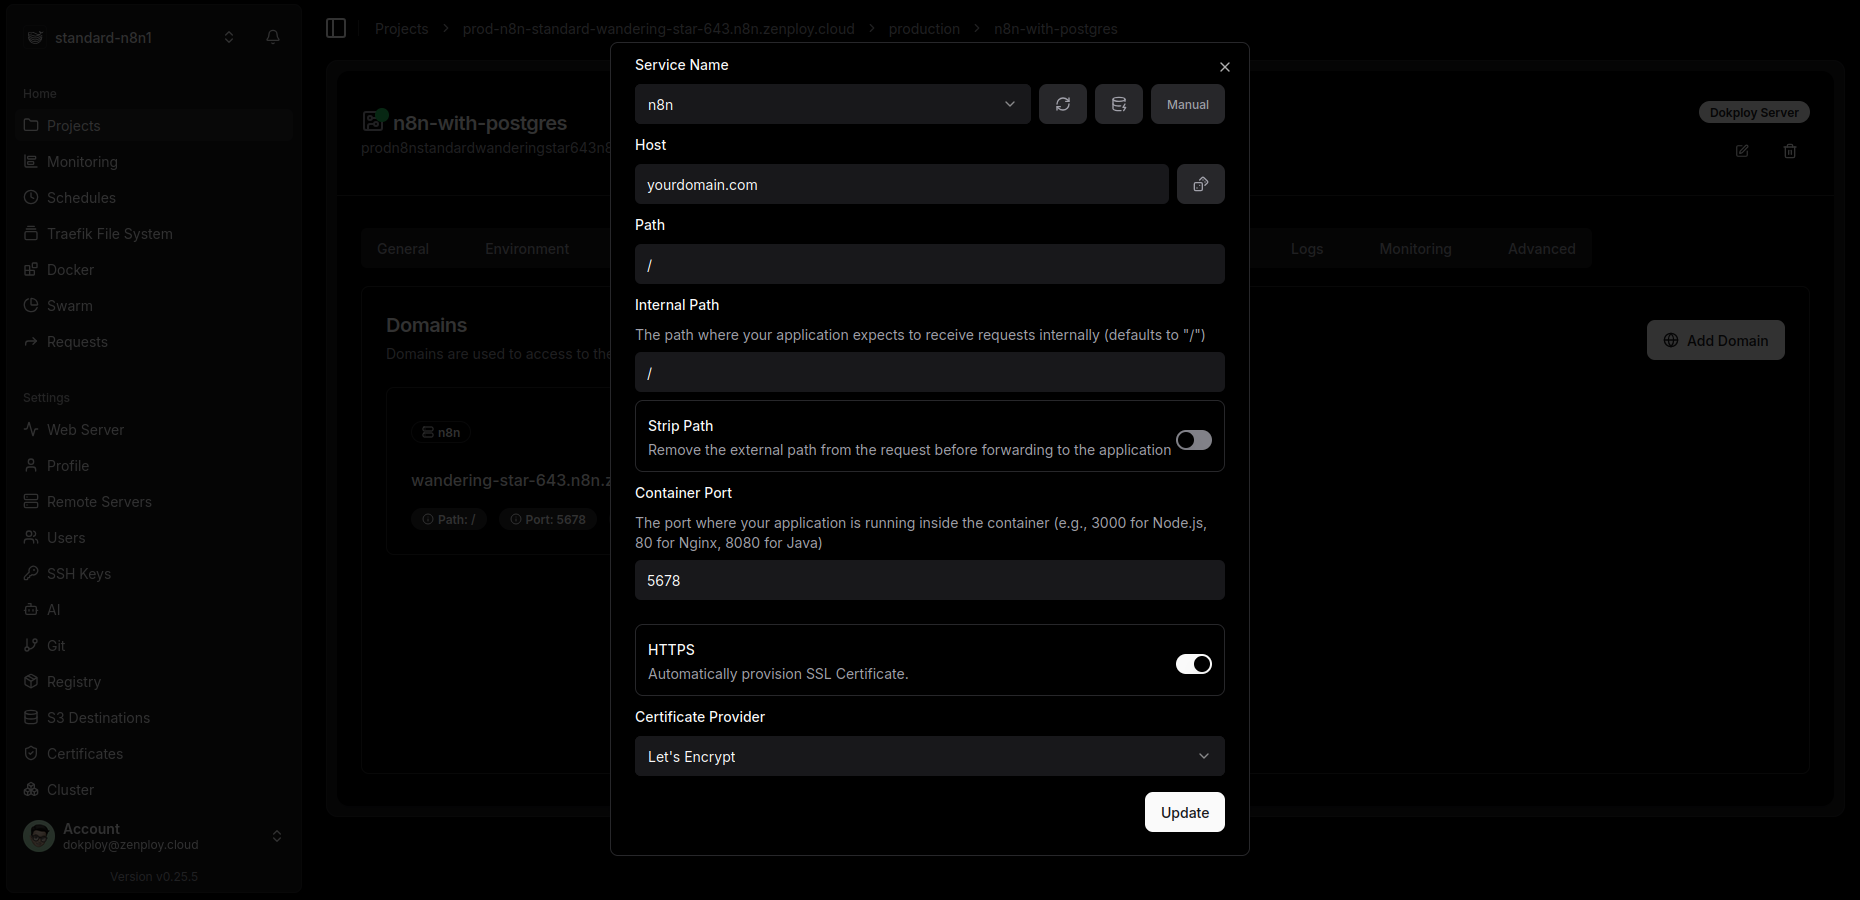 standard-n8n1
Home
Projects
Monitoring
Schedules
Traefik File System
Docker
Swarm
Requests
Settings
Web Server
Profile
Remote Servers
Users
SSH Keys
AI
Git
Registry
S3 Destinations
Certificates
Cluster
Account
dokploy@zenploy.cloud
Version v0.25.5
Projects > prod-n8n-standard-wandering-star-643.n8n.zenploy.cloud > production > n8n-with-postgres
n8n-with-postgres
prodn8nstandardwanderingstar643n8
Dokploy Server
General Environment Logs Monitoring Advanced
Domains
Domains are used to access to the
Add Domain
n8n
wandering-star-643.n8n.z
Path: / Port: 5678
Service Name
n8n
Manual
Host
yourdomain.com
Path
/
Internal Path
The path where your application expects to receive requests internally (defaults to "/")
/
Strip Path
Remove the external path from the request before forwarding to the application
Container Port
The port where your application is running inside the container (e.g., 3000 for Node.js,
80 for Nginx, 8080 for Java)
5678
HTTPS
Automatically provision SSL Certificate.
Certificate Provider
Let's Encrypt
Update